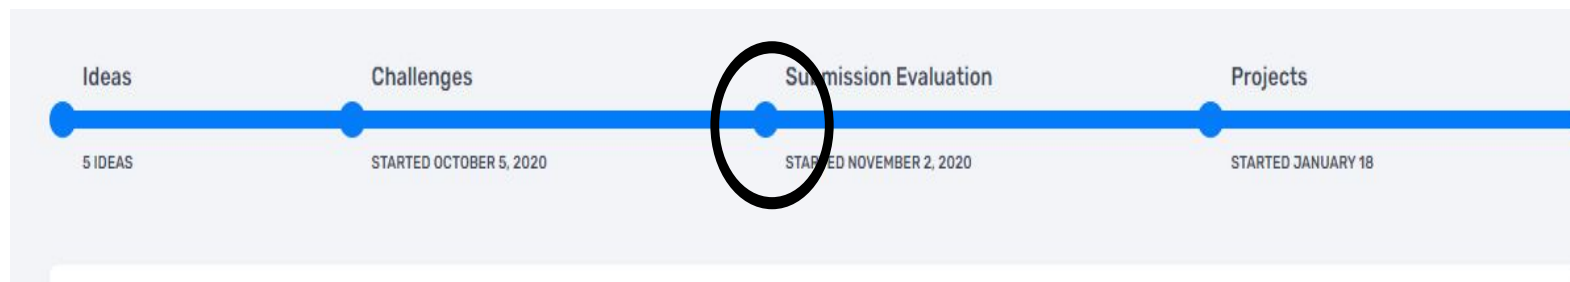 Ideas
Challenges
Submission Evaluation
Projects
5 IDEAS
STARTED OCTOBER 5, 2020
STARTED NOVEMBER 2, 2020
STARTED JANUARY 18